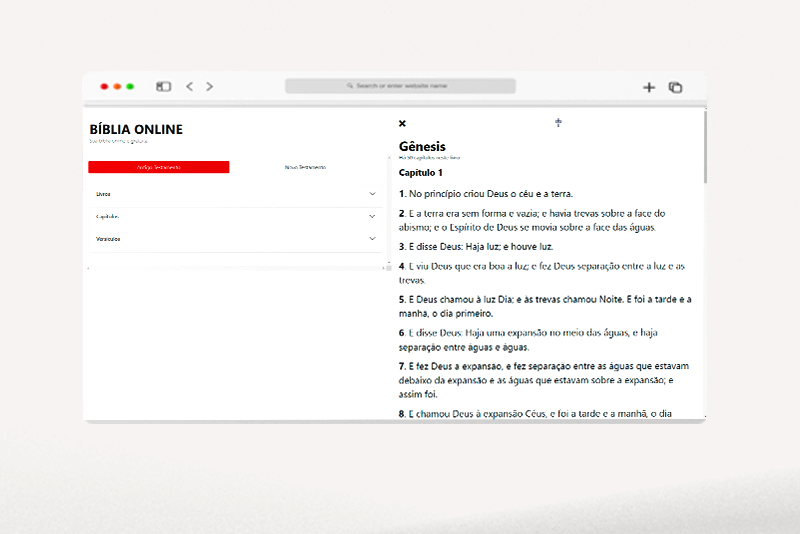 Search or enter website name
BÍBLIA ONLINE
Antigo Testamento
Novo Testamento
Livros
Capítulos
Versículos
Gênesis
Há 50 capítulos neste livro
Capítulo 1
1. No princípio criou Deus o céu e a terra.
2. E a terra era sem forma e vazia; e havia trevas sobre a face do
abismo; e o Espírito de Deus se movia sobre a face das águas.
3. E disse Deus: Haja luz; e houve luz.
4. E viu Deus que era boa a luz; e fez Deus separação entre a luz e as
trevas.
5. E Deus chamou à luz Dia; e às trevas chamou Noite. E foi a tarde e a
manhã, o dia primeiro.
6. E disse Deus: Haja uma expansão no meio das águas, e haja
separação entre águas e águas.
7. E fez Deus a expansão, e fez separação entre as águas que estavam
debaixo da expansão e as águas que estavam sobre a expansão; e
assim foi.
8. E chamou Deus à expansão Céus, e foi a tarde e a manhã, o dia